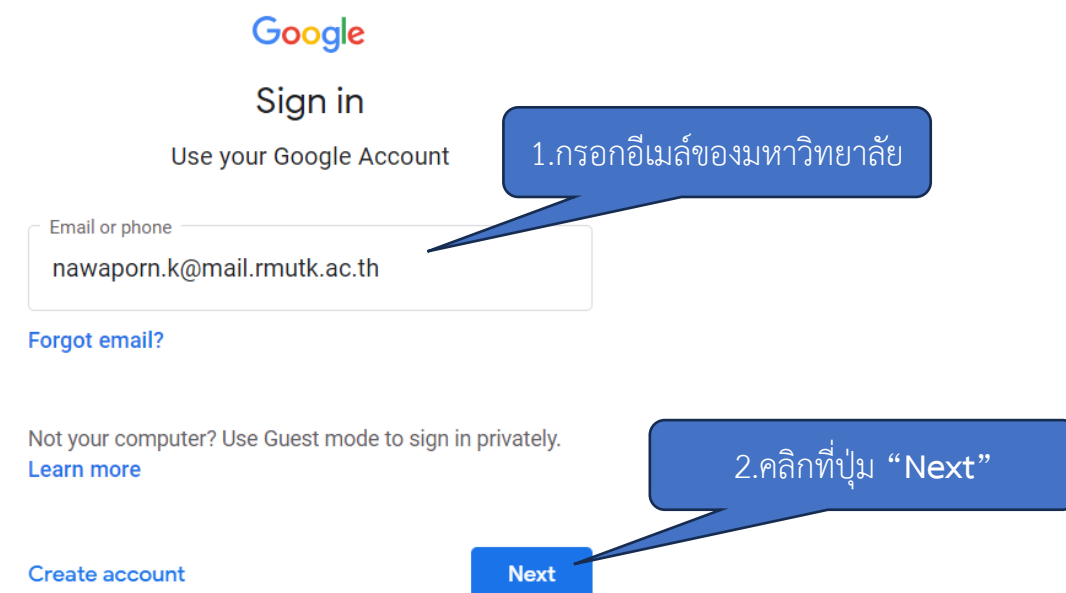 Google
Sign in
Use your Google Account
1.กรอกอีเมล์ของมหาวิทยาลัย
Email or phone
nawaporn.k@mail.rmutk.ac.th
Forgot email?
Not your computer? Use Guest mode to sign in privately.
Learn more
2.คลิกที่ปุ่ม “Next”
Create account
Next